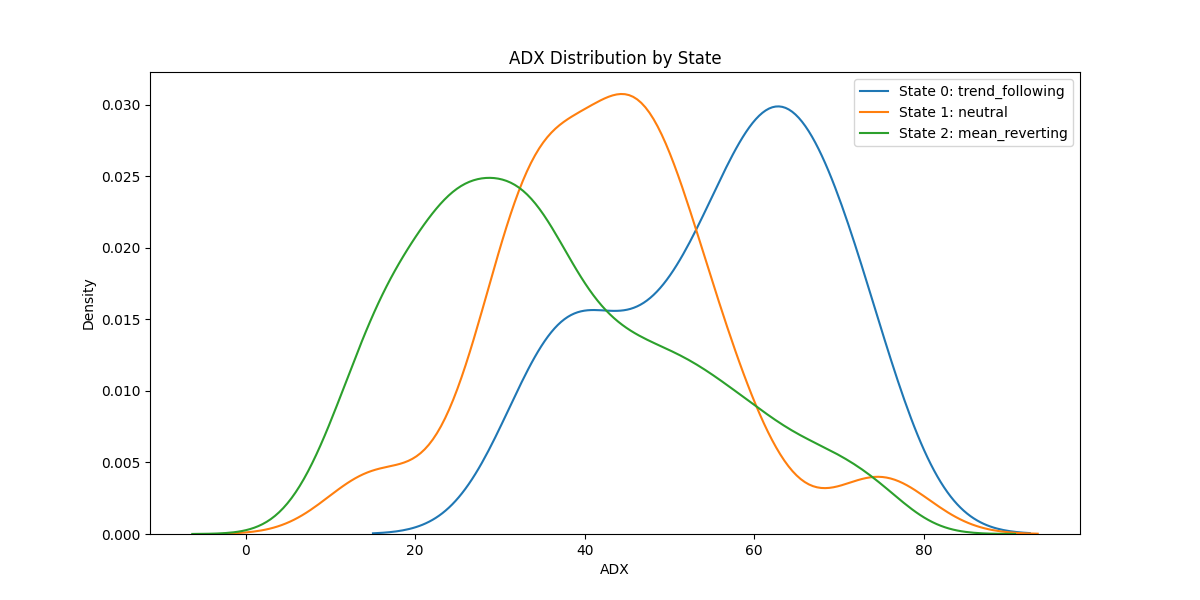 ADX Distribution by State
State 0: trend_following
State 1: neutral
State 2: mean_reverting
Density
0.030
0.025
0.020
0.015
0.010
0.005
0.000
0 20 40 60 80
ADX